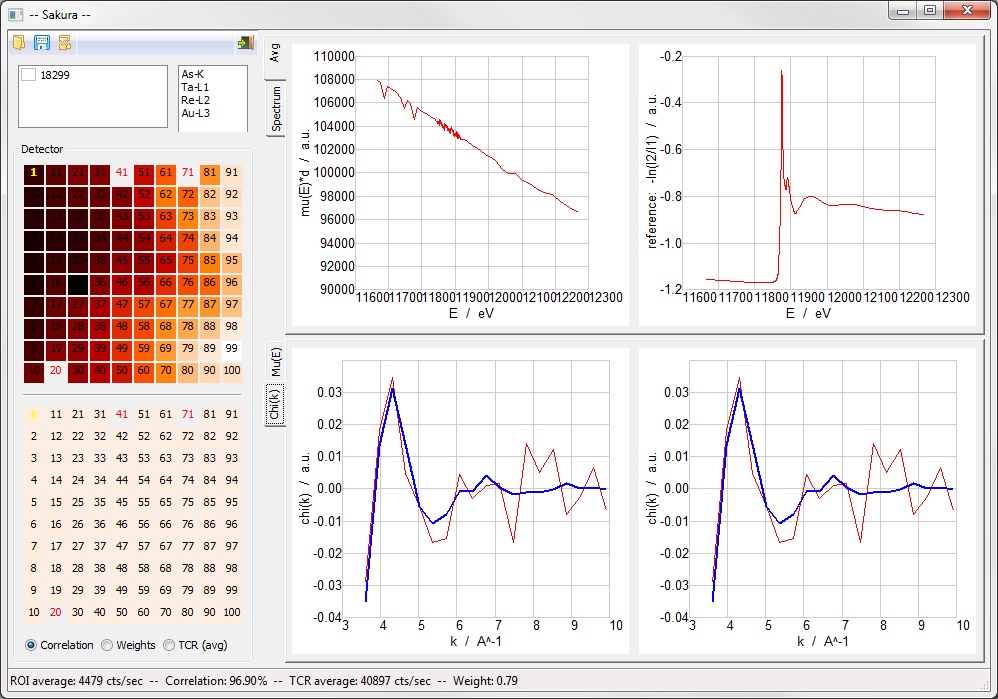 -- Sakura --
18299
As-K
Ta-L1
Re-L2
Au-L3
Detector
1 11 21 31 41 51 61 71 81 91
2 12 22 32 42 52 62 72 82 92
3 13 23 33 43 53 63 73 83 93
4 14 24 34 44 54 64 74 84 94
5 15 25 35 45 55 65 75 85 95
6 16 36 46 56 66 76 86 96
7 17 27 37 47 57 67 77 87 97
8 18 28 38 48 58 68 78 88 98
9 19 29 39 49 59 69 79 89 99
10 20 30 40 50 60 70 80 90 100
1 11 21 31 41 51 61 71 81 91
2 12 22 32 42 52 62 72 82 92
3 13 23 33 43 53 63 73 83 93
4 14 24 34 44 54 64 74 84 94
5 15 25 35 45 55 65 75 85 95
6 16 26 36 46 56 66 76 86 96
7 17 27 37 47 57 67 77 87 97
8 18 28 38 48 58 68 78 88 98
9 19 29 39 49 59 69 79 89 99
10 20 30 40 50 60 70 80 90 100
Correlation Weights TCR (avg)
Avg
Spectrum
mu(E)*d / a.u.
110000
108000
106000
104000
102000
100000
98000
96000
94000
92000
90000
11600 11700 11800 11900 12000 12100 12200 12300
E / eV
reference: -ln(I2/I1) / a.u.
-0.2
-0.4
-0.6
-0.8
-1.0
-1.2
11600 11700 11800 11900 12000 12100 12200 12300
E / eV
Mu(E)
Chi(k)
chi(k) / a.u.
0.03
0.02
0.01
0.00
-0.01
-0.02
-0.03
-0.04
3 4 5 6 7 8 9 10
k / A^-1
chi(k) / a.u.
0.03
0.02
0.01
0.00
-0.01
-0.02
-0.03
-0.04
3 4 5 6 7 8 9 10
k / A^-1
ROI average: 4479 cts/sec -- Correlation: 96.90% -- TCR average: 40897 cts/sec -- Weight: 0.79